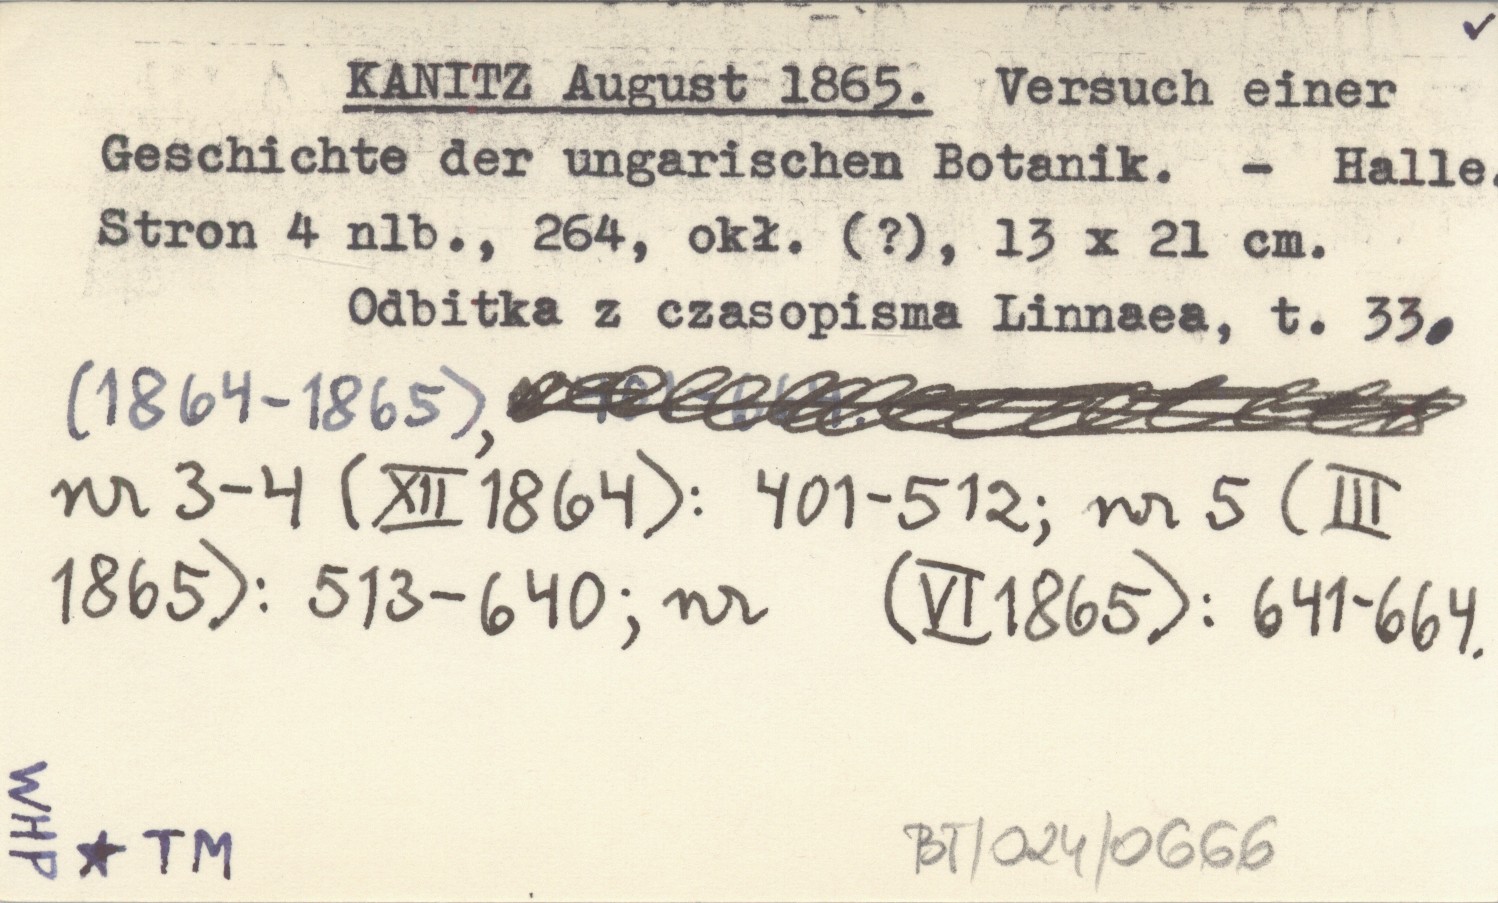 ✓
KANITZ August 1865. Versuch einer
Geschichte der ungarischen Botanik. - Halle.
Stron 4 nlb., 264, okł. (?), 13 x 21 cm.
Odbitka z czasopisma Linnaea, t. 33.
(1864-1865),
nr 3-4 (XII 1864): 401-512; nr 5 (III
1865): 513-640; nr (VI 1865): 641-664.
WHP
★ TM
BT/024/0666